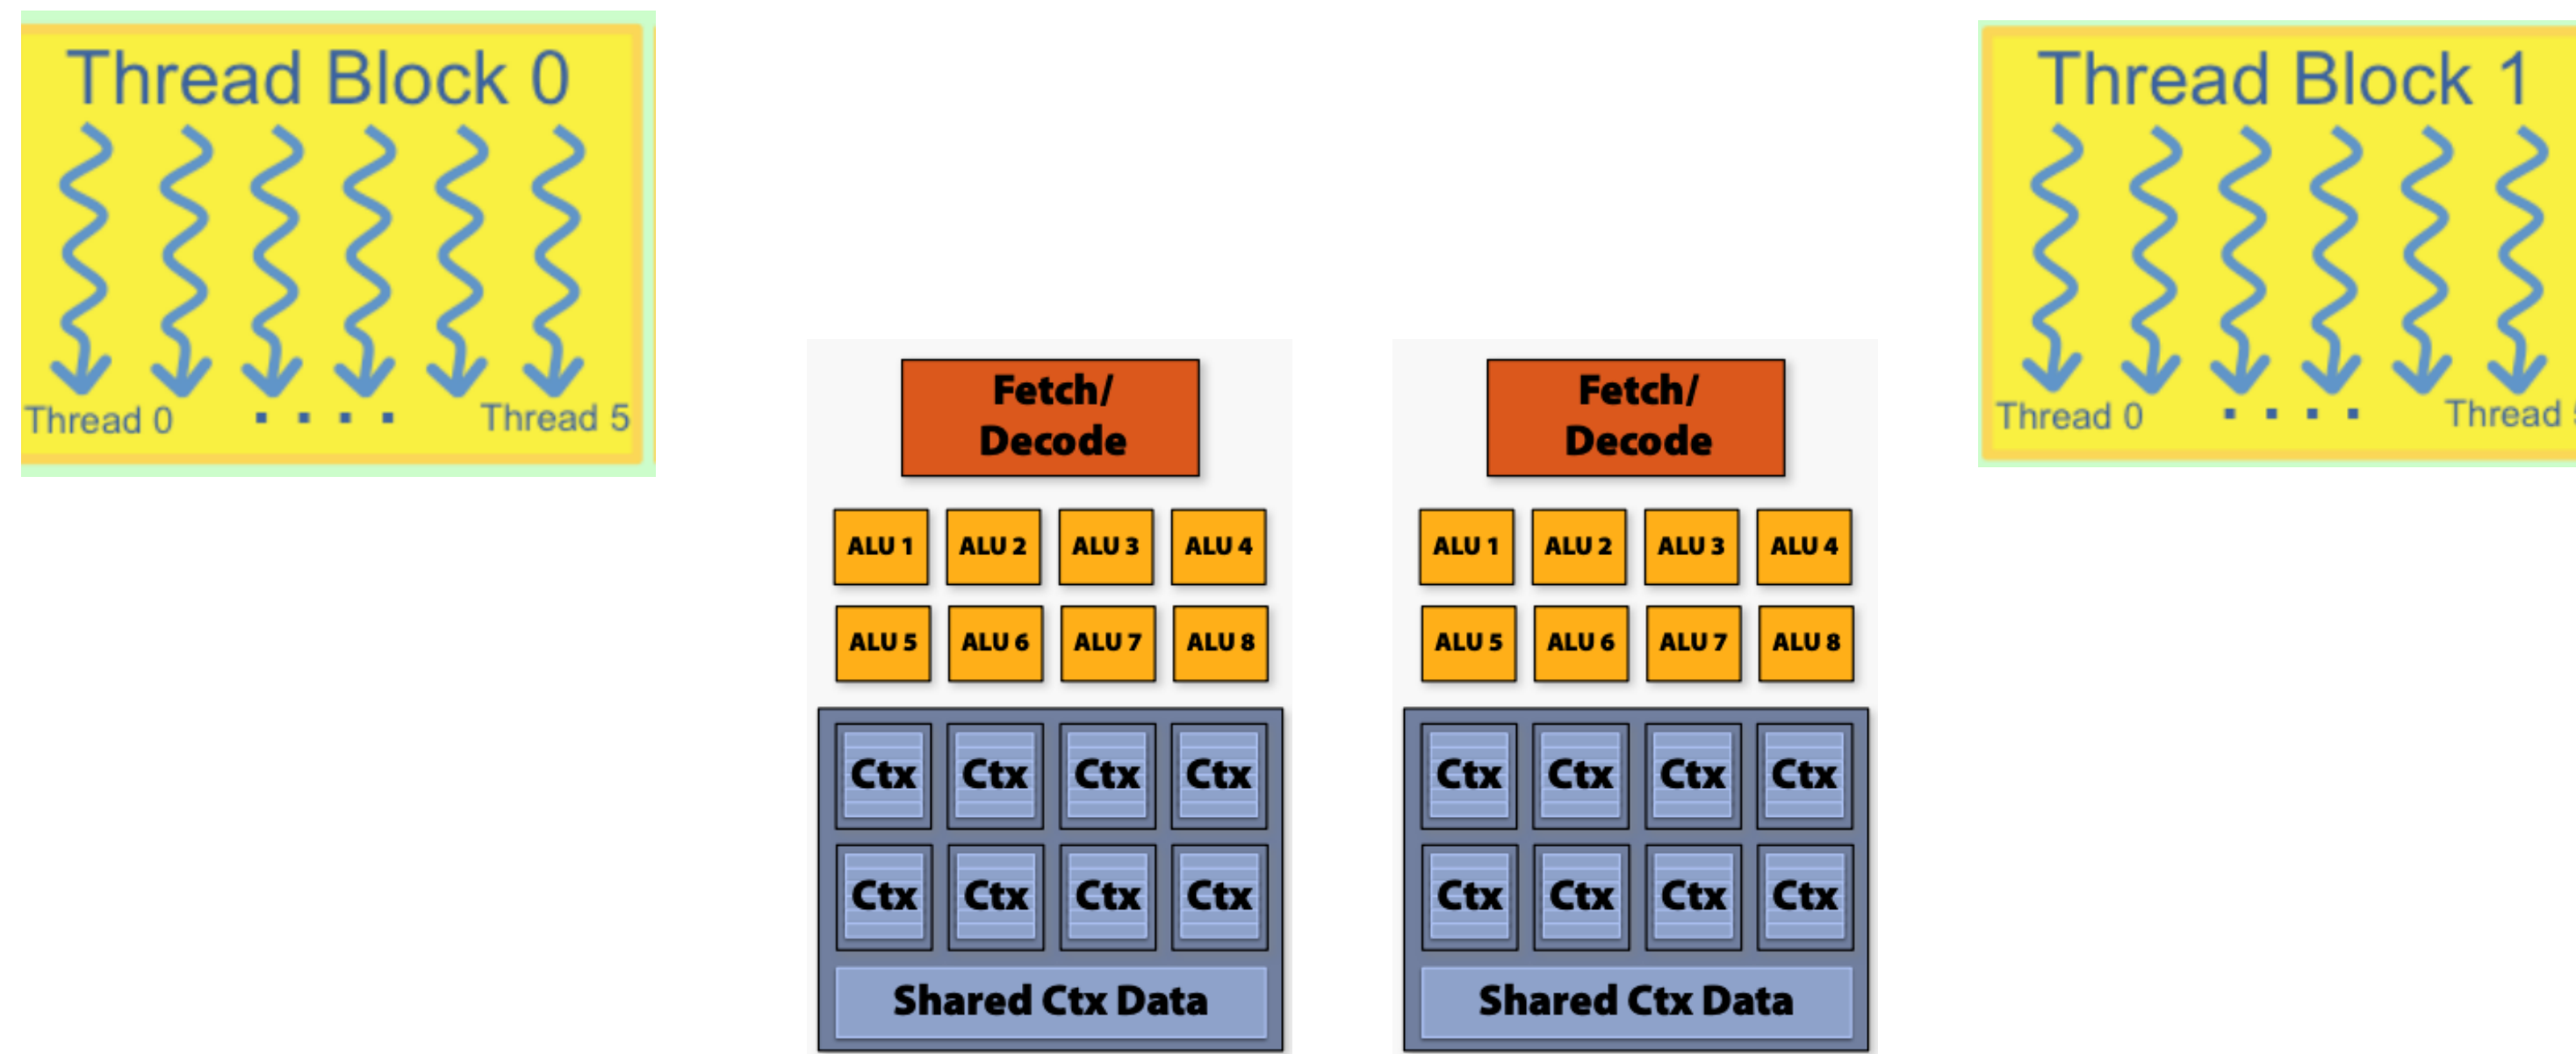 Thread Block 0
Thread 0 . . . . Thread 5
Thread Block 1
Thread 0 . . . . Thread
Fetch/
Decode
ALU 1 ALU 2 ALU 3 ALU 4
ALU 5 ALU 6 ALU 7 ALU 8
Ctx Ctx Ctx Ctx
Ctx Ctx Ctx Ctx
Shared Ctx Data
Fetch/
Decode
ALU 1 ALU 2 ALU 3 ALU 4
ALU 5 ALU 6 ALU 7 ALU 8
Ctx Ctx Ctx Ctx
Ctx Ctx Ctx Ctx
Shared Ctx Data